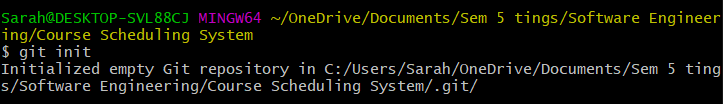 Sarah@DESKTOP-SVL88CJ MINGW64 ~/OneDrive/Documents/Sem 5 tings/Software Engineer
ing/Course Scheduling System
$ git init
Initialized empty Git repository in C:/Users/Sarah/OneDrive/Documents/Sem 5 ting
s/Software Engineering/Course Scheduling System/.git/